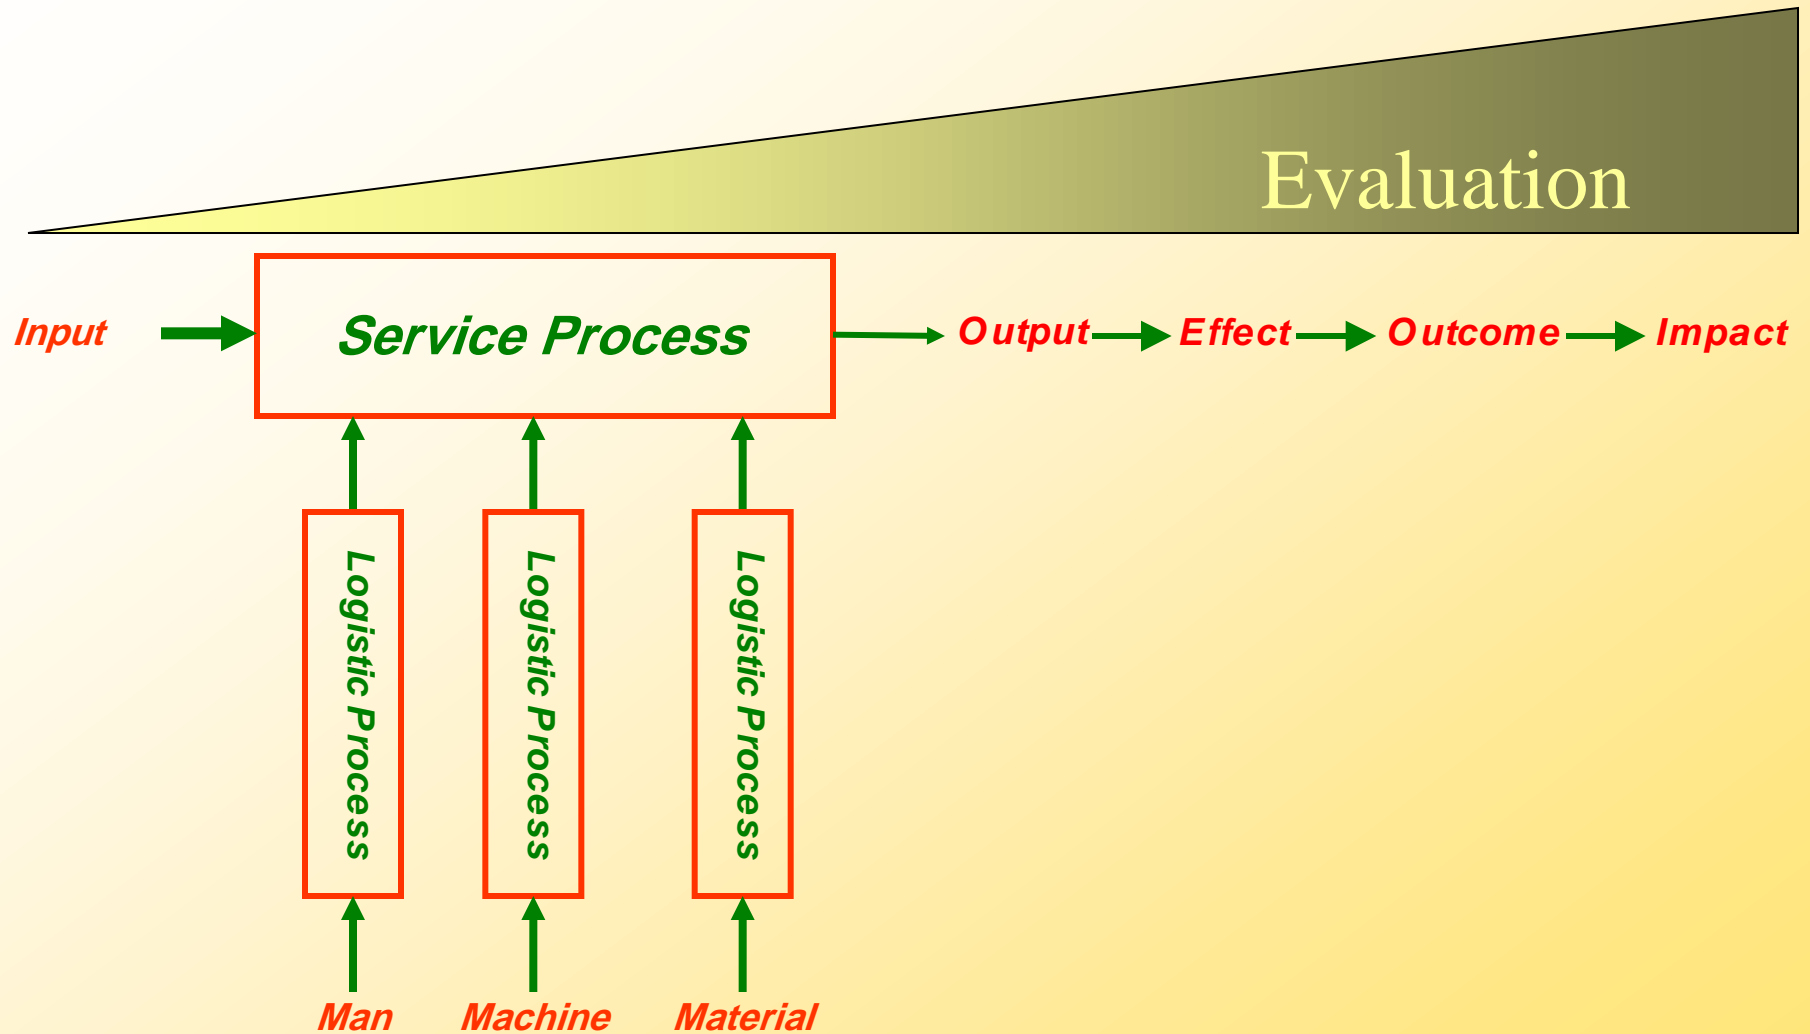 Evaluation
Input
Service Process
Output
Effect
Outcome
Impact
Logistic Process
Logistic Process
Logistic Process
Man
Machine
Material